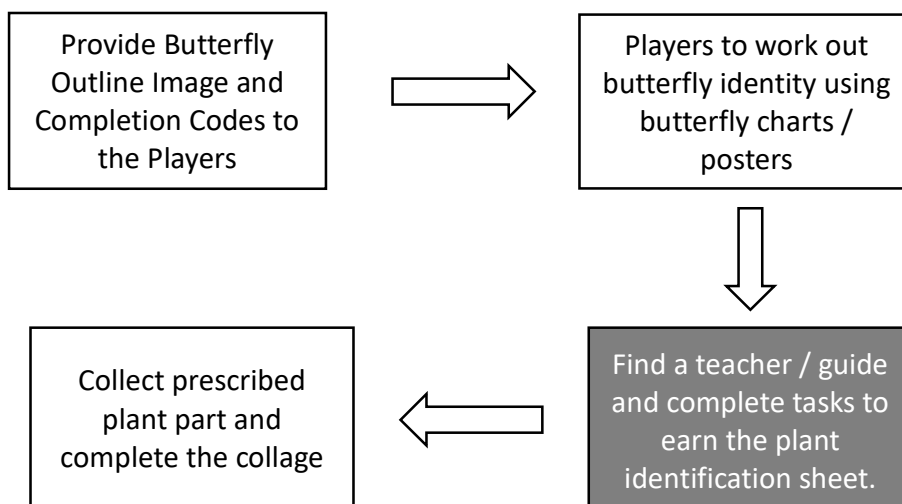 Provide Butterfly
Outline Image and
Completion Codes to
the Players
Players to work out
butterfly identity using
butterfly charts /
posters
Find a teacher / guide
and complete tasks to
earn the plant
identification sheet.
Collect prescribed
plant part and
complete the collage